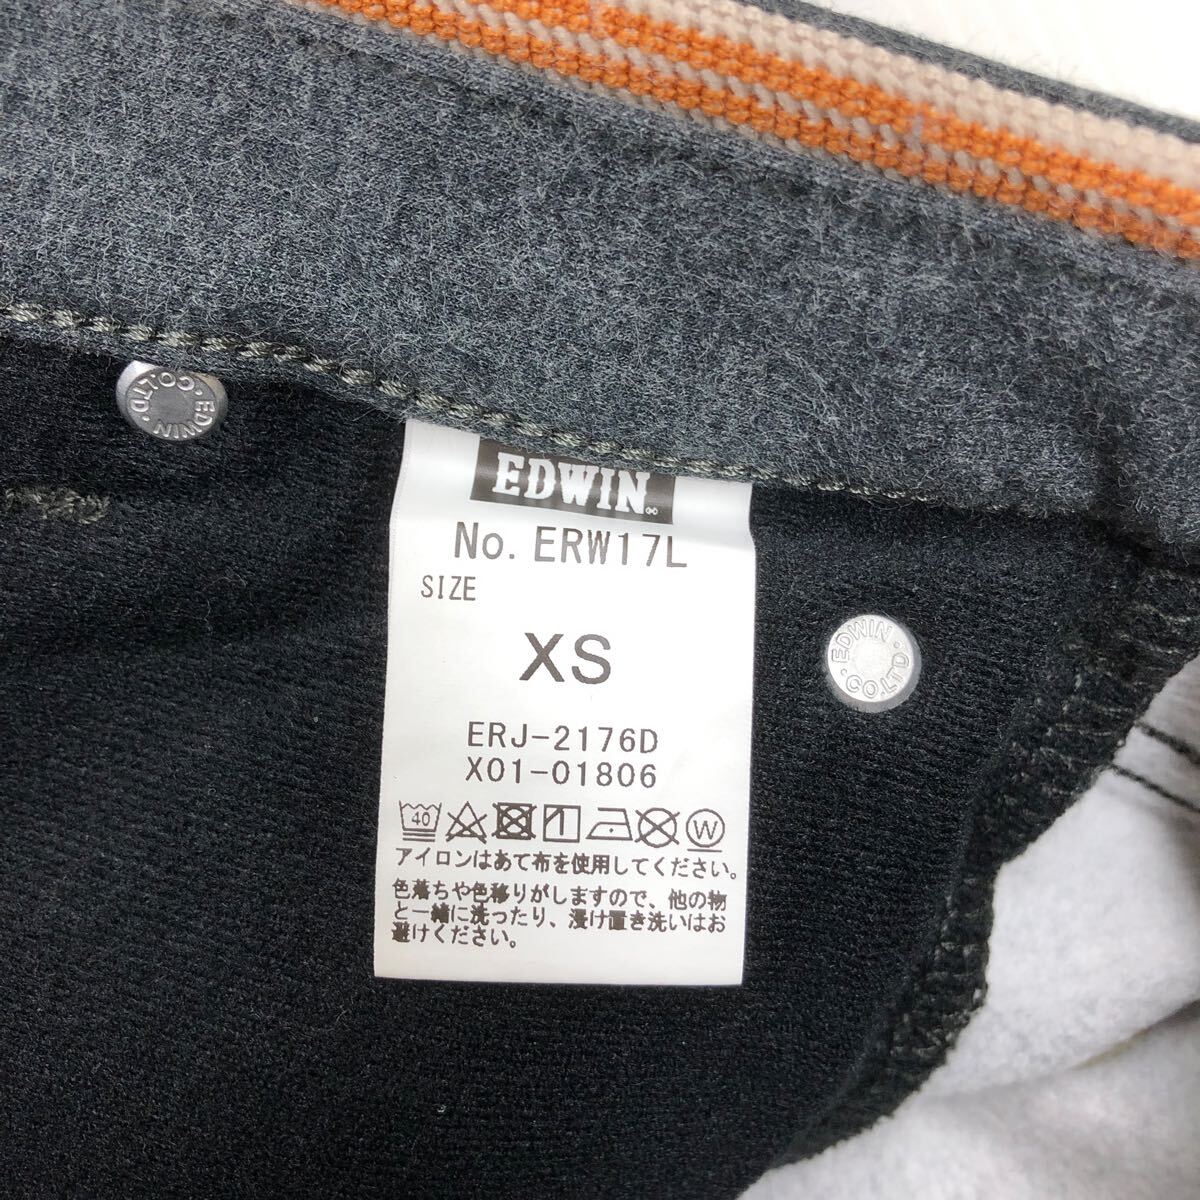 EDWIN
No. ERW17L
SIZE
XS
ERJ-2176D
X01-01806
40
W
アイロンはあて布を使用してください。
色落ちや色移りがしますので、他の物
と一緒に洗ったり、浸け置き洗いはお
避けください。
EDWIN CO.LTD
EDWIN CO.LTD